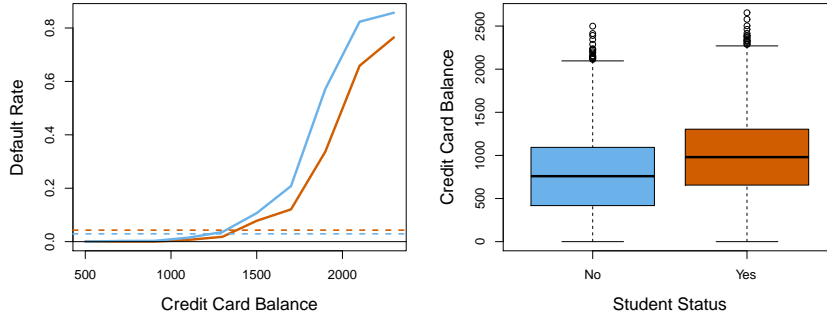 Default Rate
0.0
0.2
0.4
0.6
0.8
500
1000
1500
2000
Credit Card Balance
Credit Card Balance
0
500
1000
1500
2000
2500
No
Yes
Student Status